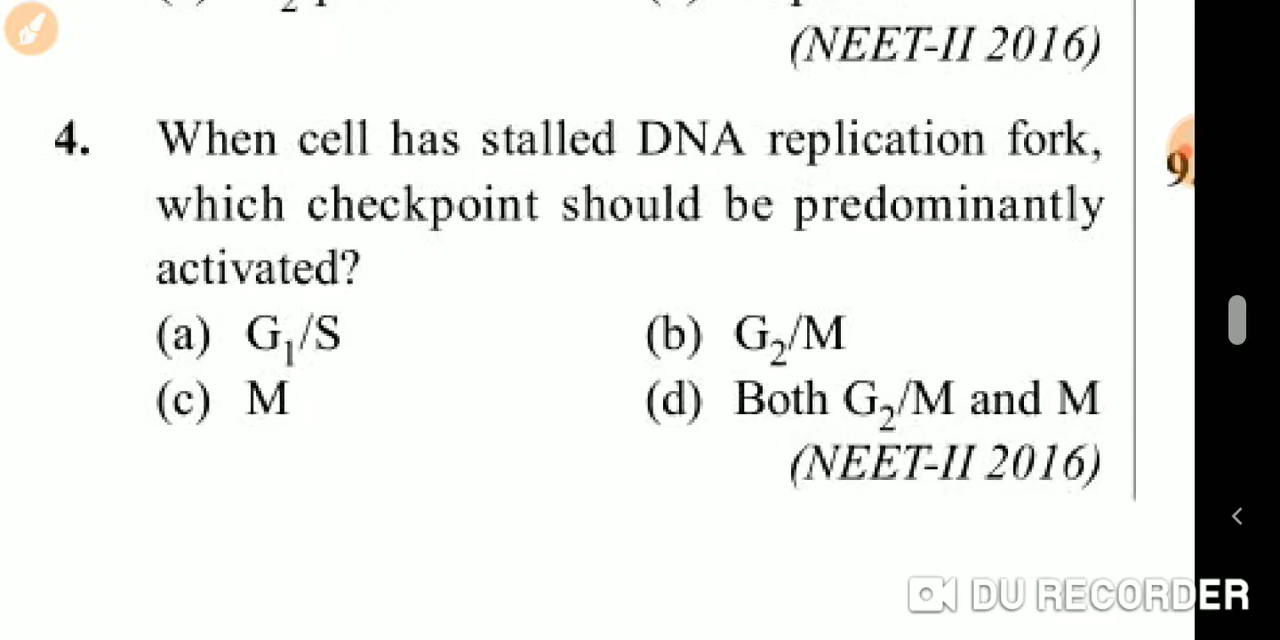 (NEET-II 2016)
4. When cell has stalled DNA replication fork,
which checkpoint should be predominantly
activated?
(a) G₁/S (b) G₂/M
(c) M (d) Both G₂/M and M
(NEET-II 2016)
9
DU RECORDER